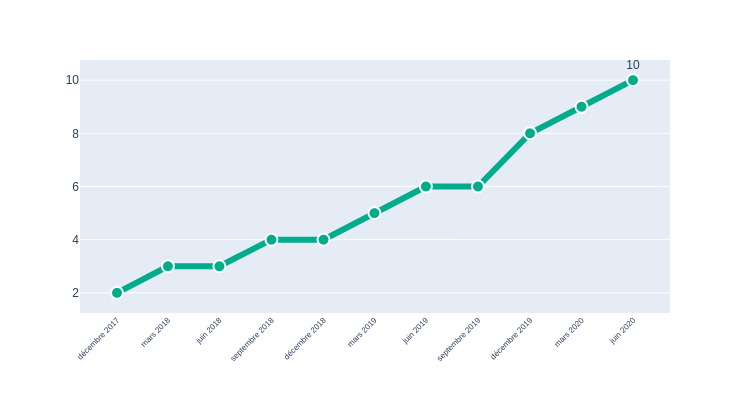 10
10
8
6
4
2
décembre 2017
mars 2018
juin 2018
septembre 2018
décembre 2018
mars 2019
juin 2019
septembre 2019
décembre 2019
mars 2020
juin 2020